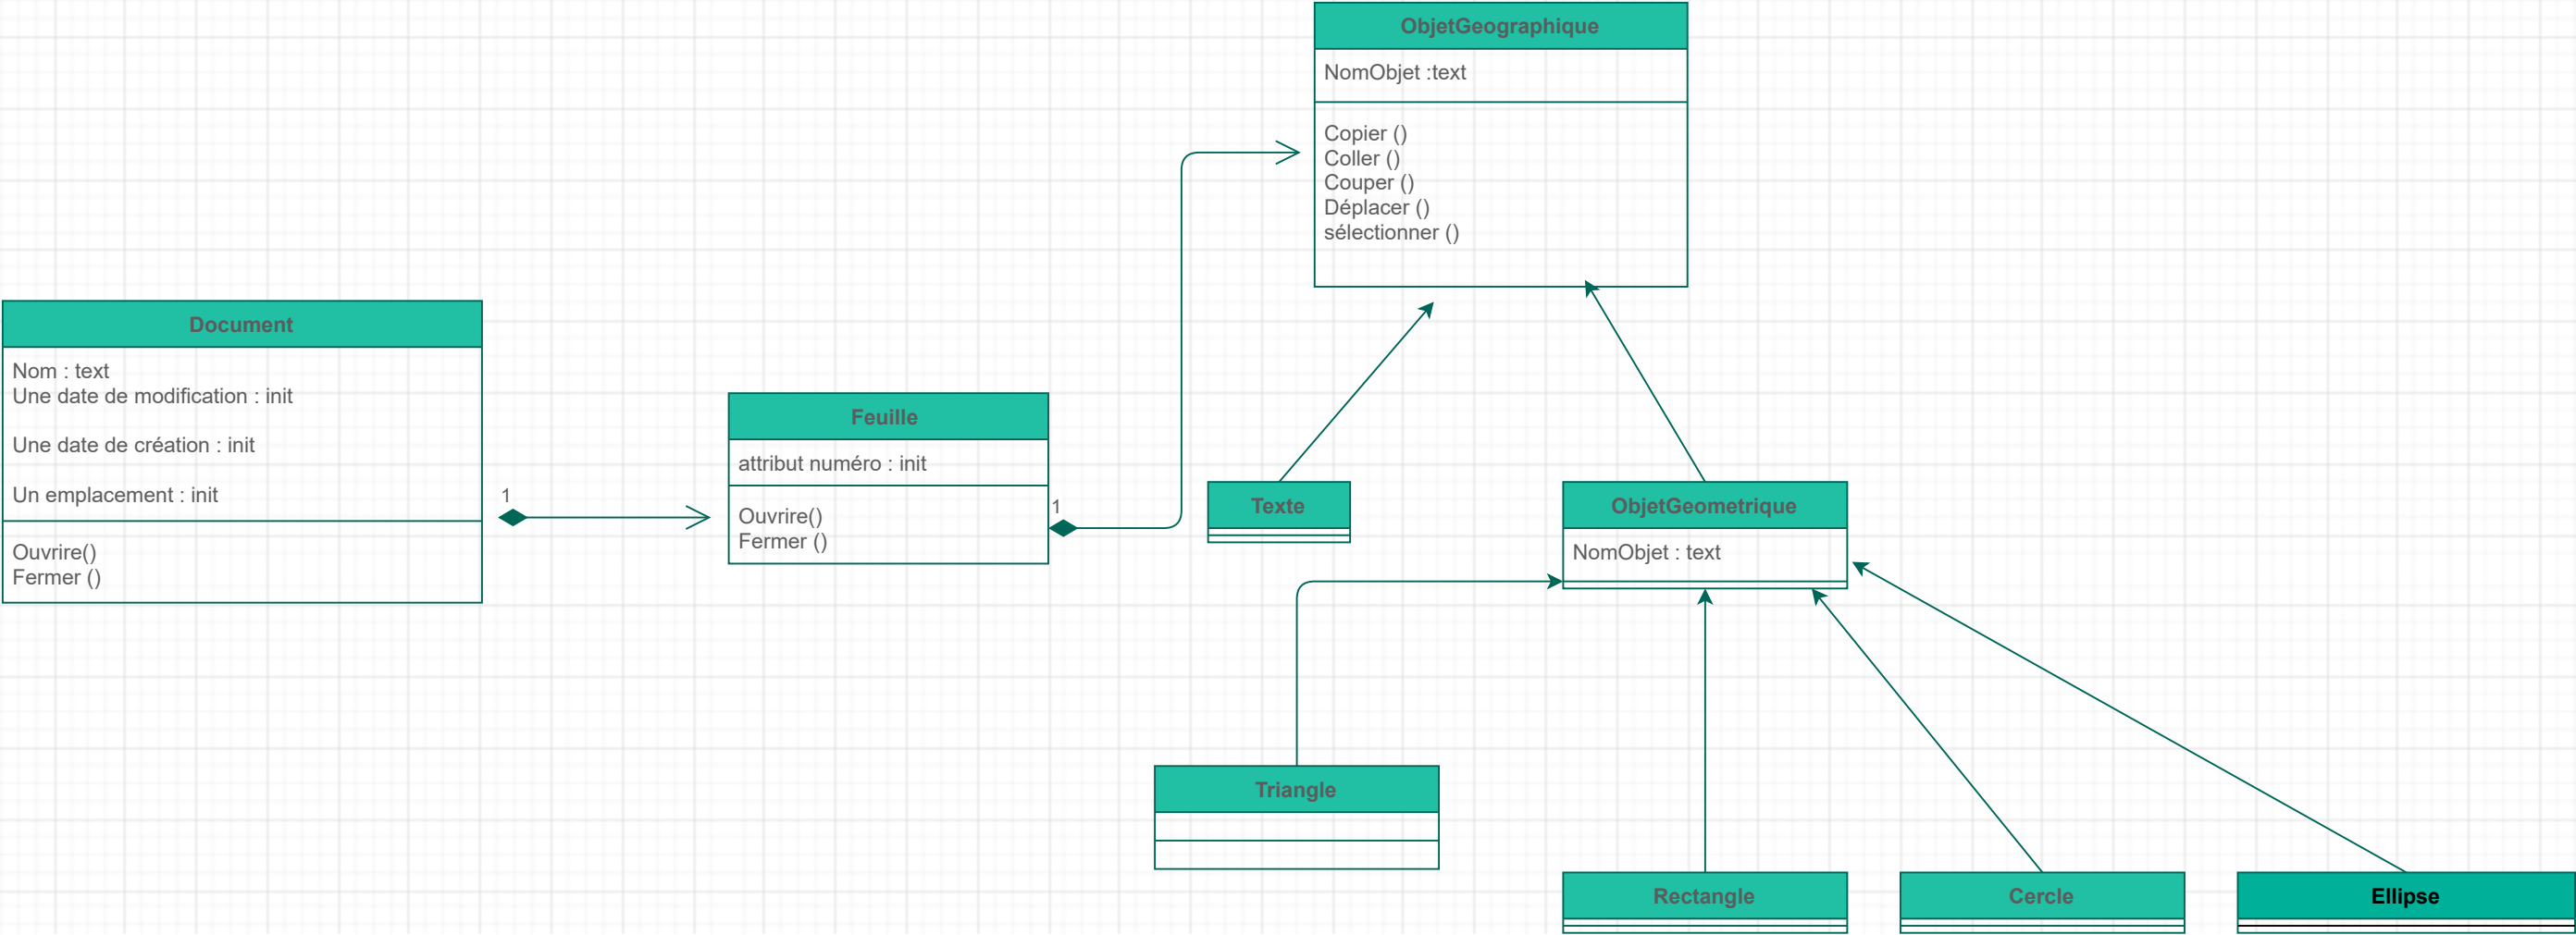 ObjetGeographique
NomObjet :text
Copier ()
Coller ()
Couper ()
Déplacer ()
sélectionner ()
Document
Nom : text
Une date de modification : init
Une date de création : init
Un emplacement : init
Ouvrire()
Fermer ()
1
Feuille
attribut numéro : init
Ouvrire()
Fermer ()
1
Texte
ObjetGeometrique
NomObjet : text
Triangle
Rectangle
Cercle
Ellipse